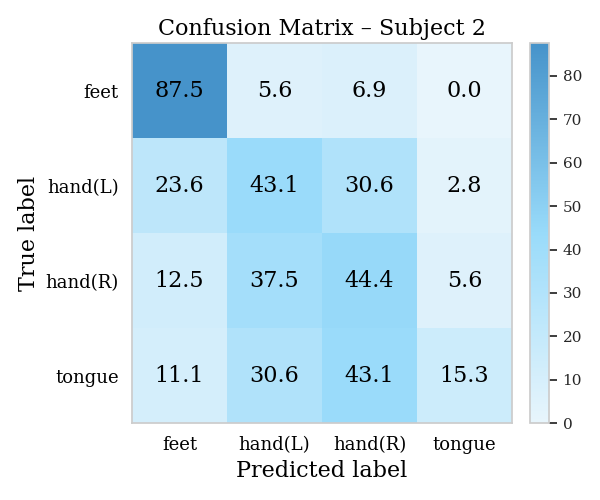 Confusion Matrix – Subject 2
True label
feet 87.5 5.6 6.9 0.0
hand(L) 23.6 43.1 30.6 2.8
hand(R) 12.5 37.5 44.4 5.6
tongue 11.1 30.6 43.1 15.3
feet hand(L) hand(R) tongue
Predicted label
80
70
60
50
40
30
20
10
0